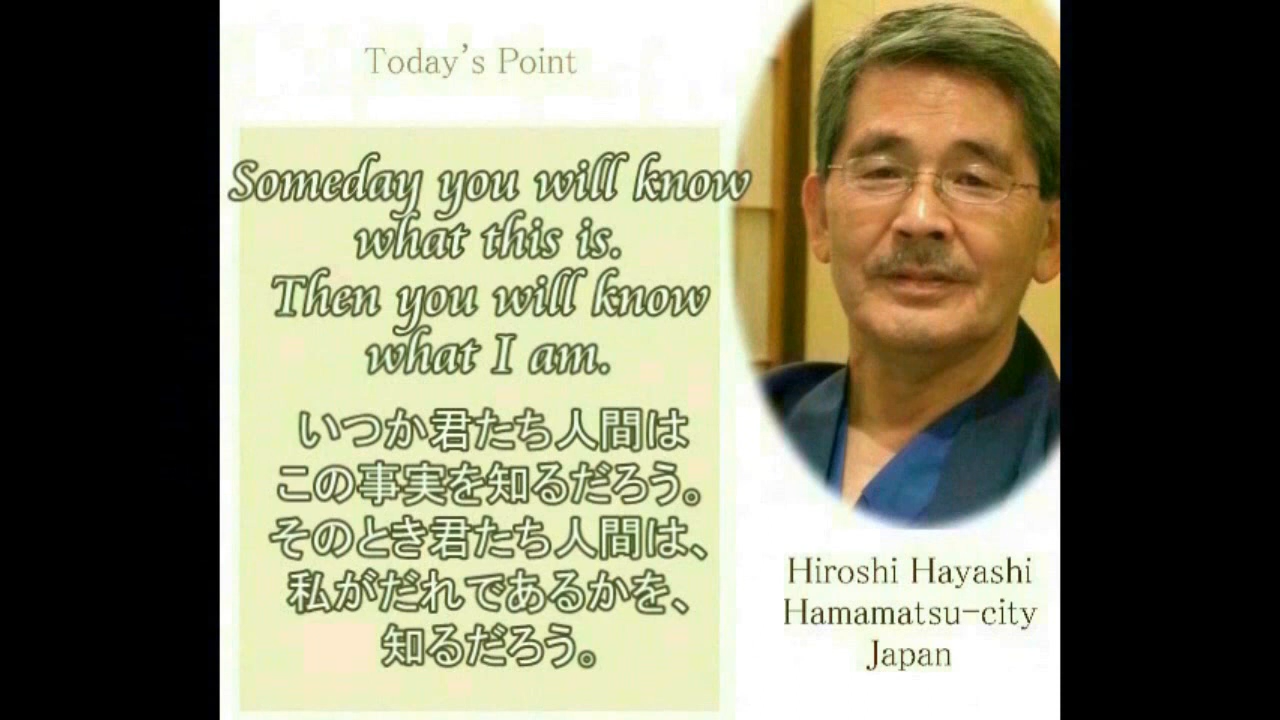 Today's Point
Someday you will know
what this is.
Then you will know
what I am.
いつか君たち人間は
この事実を知るだろう。
そのとき君たち人間は、
私がだれであるかを、
知るだろう。
Hiroshi Hayashi
Hamamatsu-city
Japan